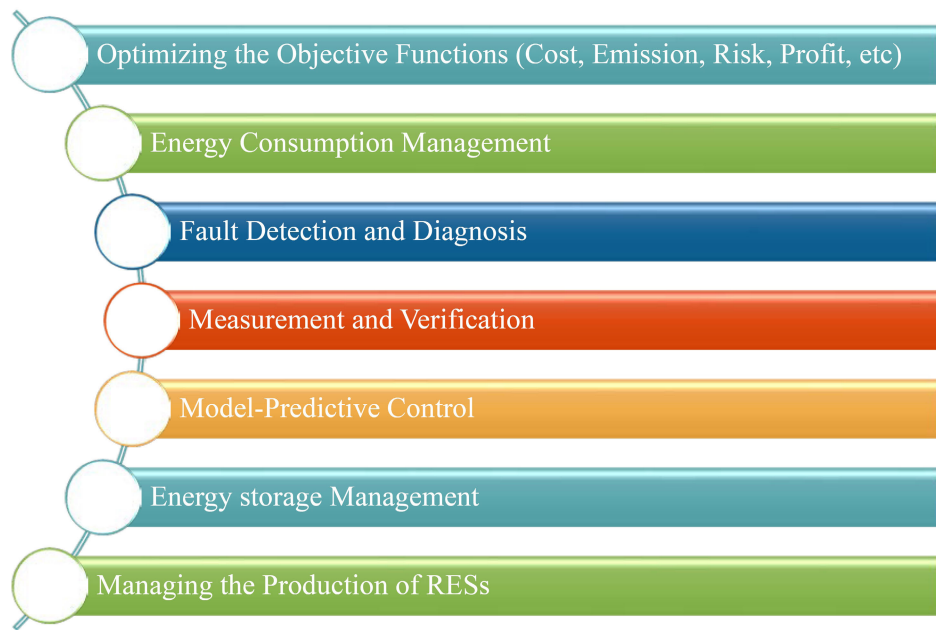 Optimizing the Objective Functions (Cost, Emission, Risk, Profit, etc)
Energy Consumption Management
Fault Detection and Diagnosis
Measurement and Verification
Model-Predictive Control
Energy storage Management
Managing the Production of RESs